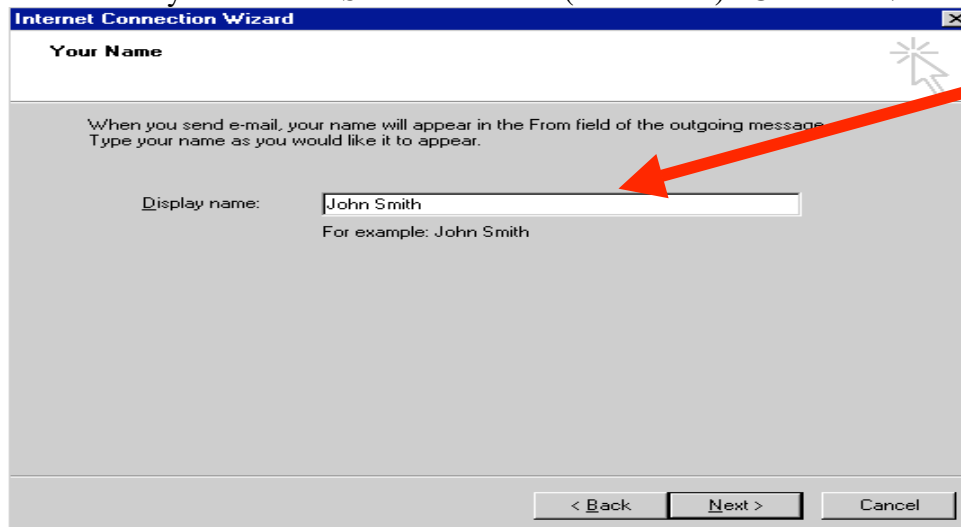 Internet Connection Wizard
Your Name
When you send e-mail, your name will appear in the From field of the outgoing message.
Type your name as you would like it to appear.
Display name:
John Smith
For example: John Smith
< Back
Next >
Cancel